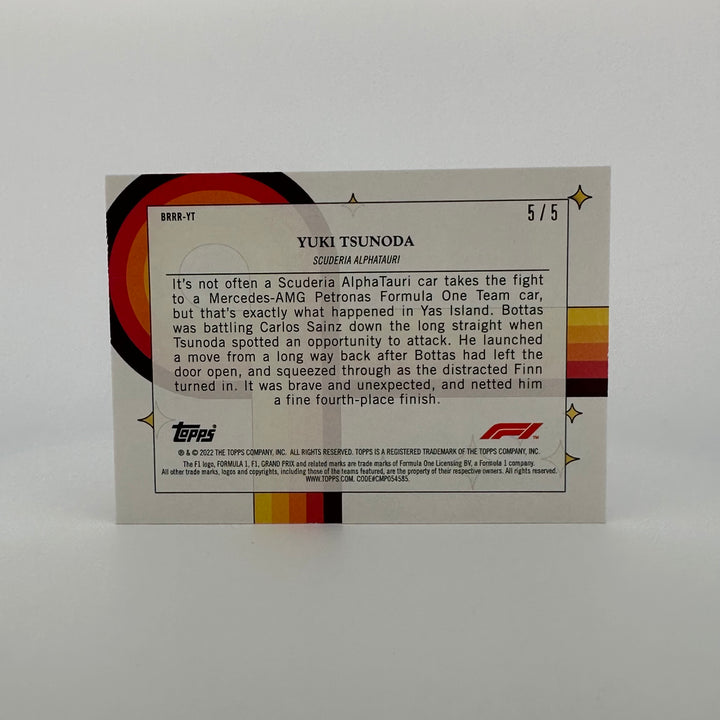 BRRR-YT
5/5
YUKI TSUNODA
SCUDERIA ALPHATAURI
It's not often a Scuderia AlphaTauri car takes the fight
to a Mercedes-AMG Petronas Formula One Team car,
but that's exactly what happened in Yas Island. Bottas
was battling Carlos Sainz down the long straight when
Tsunoda spotted an opportunity to attack. He launched
a move from a long way back after Bottas had left the
door open, and squeezed through as the distracted Finn
turned in. It was brave and unexpected, and netted him
a fine fourth-place finish.
topps
F1 ™
® & © 2022 THE TOPPS COMPANY, INC. ALL RIGHTS RESERVED. TOPPS IS A REGISTERED TRADEMARK OF THE TOPPS COMPANY, INC.
The F1 logo, FORMULA 1, F1, GRAND PRIX and related marks are trade marks of Formula One Licensing BV, a Formula 1 company.
All other trade marks, logos and copyrights, including those of the teams featured, are the property of their respective owners. All rights reserved.
WWW.TOPPS.COM. CODE#CMP054585.